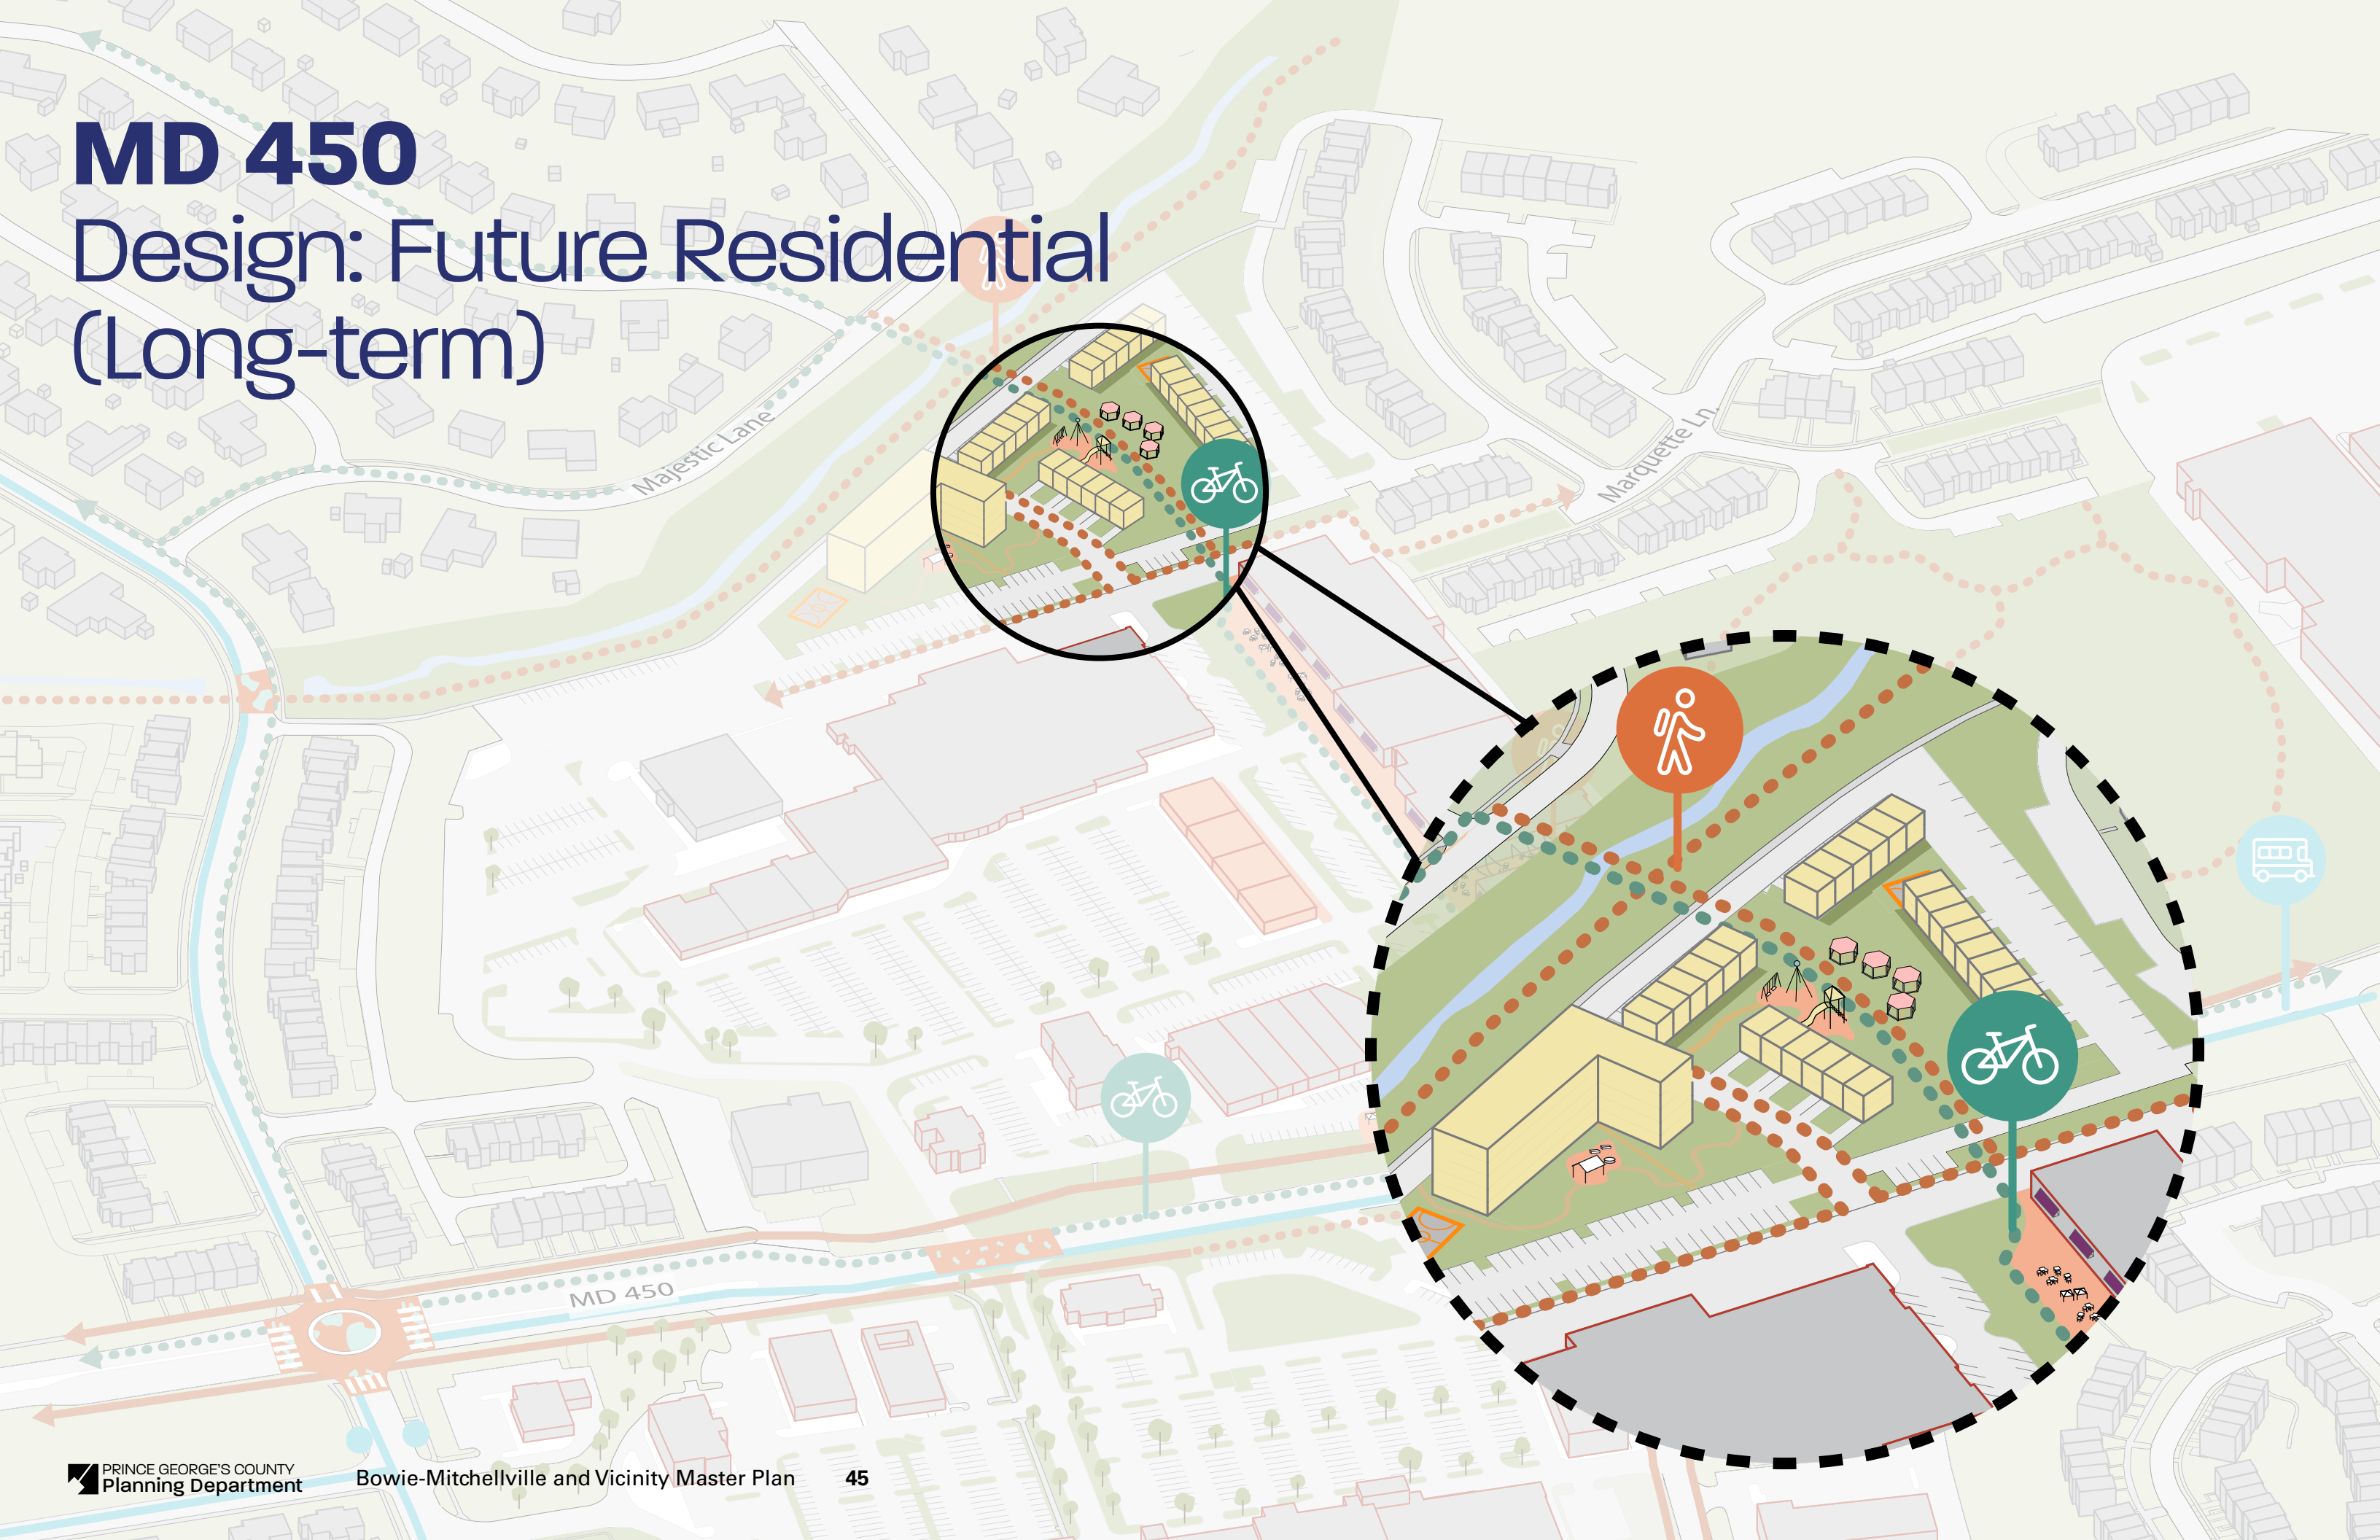 MD 450
Design: Future Residential
(Long-term)
Majestic Lane
Marquette Ln.
MD 450
PRINCE GEORGE'S COUNTY
Planning Department
Bowie-Mitchellville and Vicinity Master Plan 45